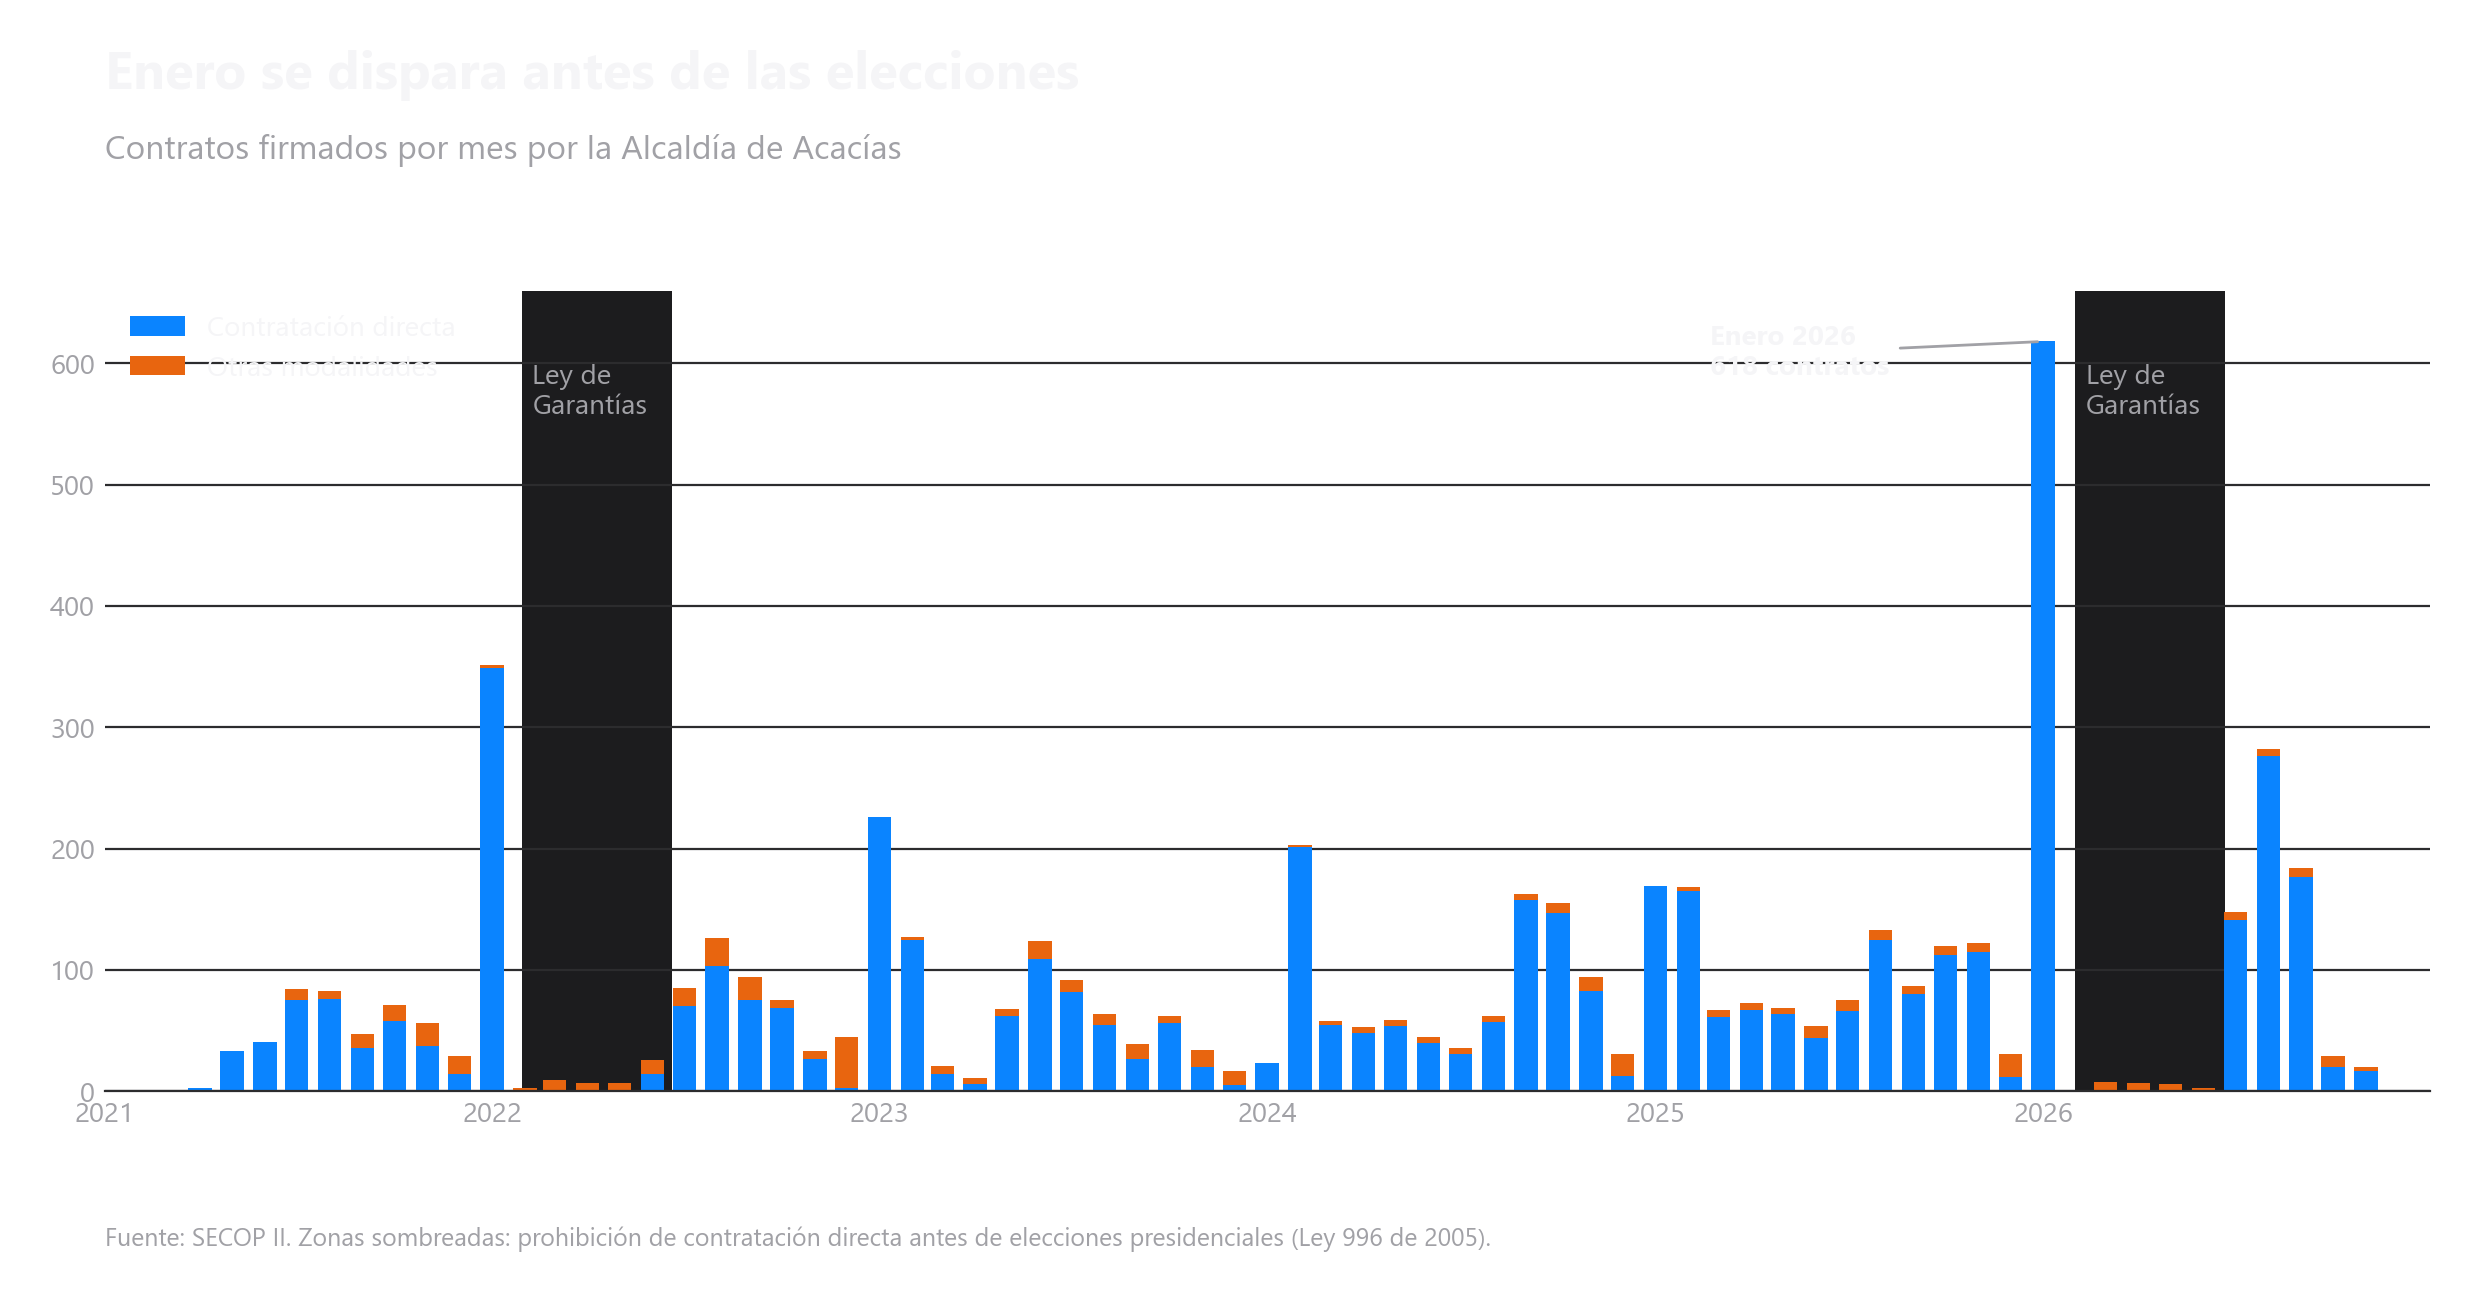 Enero se dispara antes de las elecciones
Contratos firmados por mes por la Alcaldía de Acacías
Contratación directa
Otras modalidades
Enero 2026
618 contratos
Ley de
Garantías
Ley de
Garantías
600
500
400
300
200
100
0
2021
2022
2023
2024
2025
2026
Fuente: SECOP II. Zonas sombreadas: prohibición de contratación directa antes de elecciones presidenciales (Ley 996 de 2005).